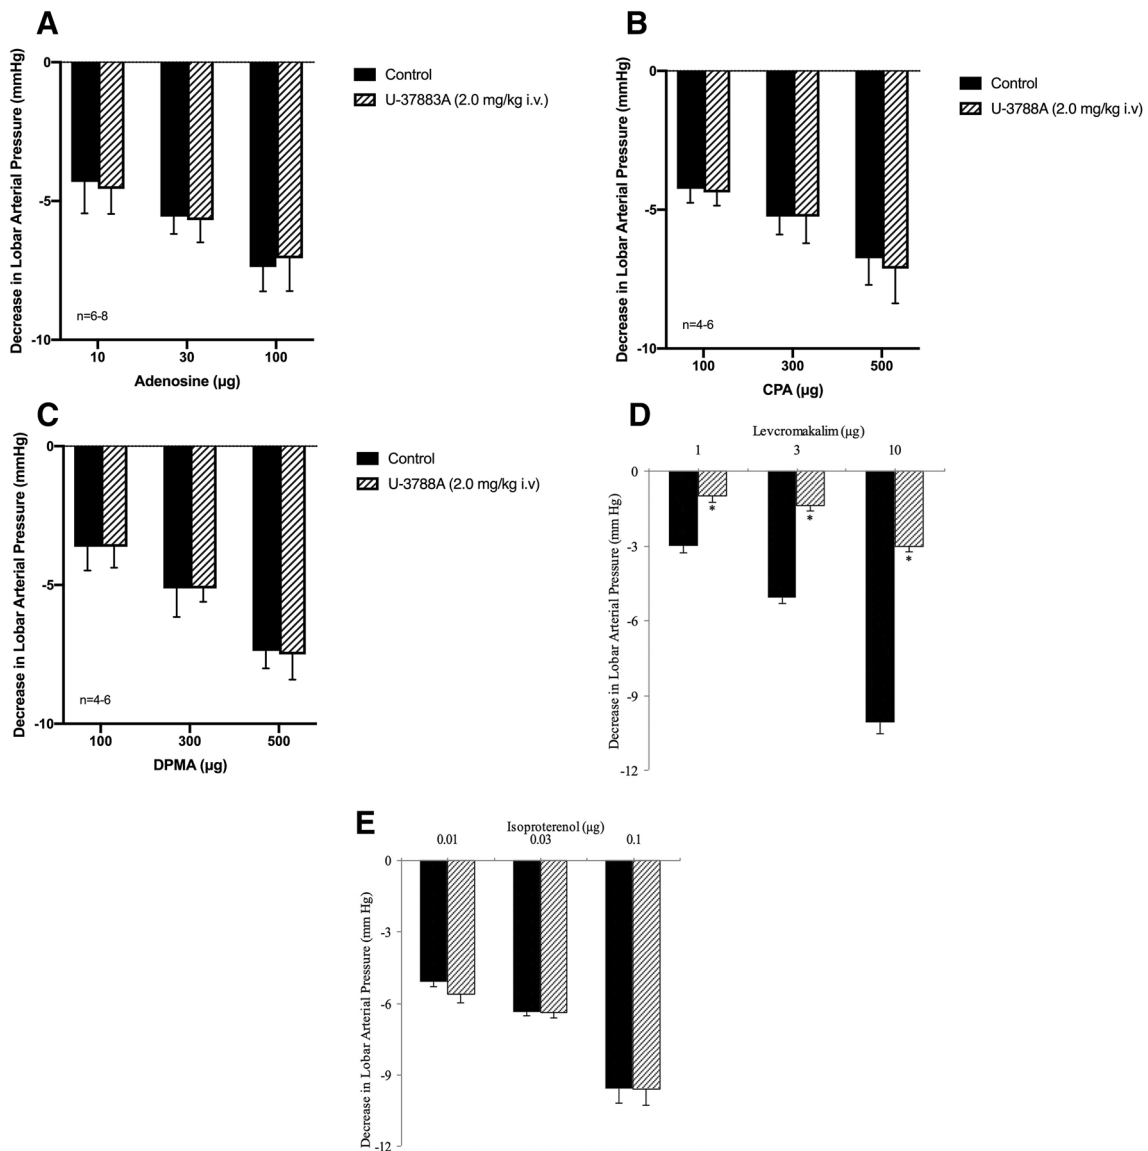 A
Decrease in Lobar Arterial Pressure (mmHg)
0
-5
-10
n=6-8
10 30 100
Adenosine (µg)
Control
U-37883A (2.0 mg/kg i.v.)
B
Decrease in Lobar Arterial Pressure (mmHg)
0
-5
-10
n=4-6
100 300 500
CPA (µg)
Control
U-3788A (2.0 mg/kg i.v)
C
Decrease in Lobar Arterial Pressure (mmHg)
0
-5
-10
n=4-6
100 300 500
DPMA (µg)
Control
U-3788A (2.0 mg/kg i.v)
D
Levcromakalim (µg)
1 3 10
Decrease in Lobar Arterial Pressure (mm Hg)
0
-3
-6
-9
-12
* * *
E
Isoproterenol (µg)
0.01 0.03 0.1
Decrease in Lobar Arterial Pressure (mm Hg)
0
-3
-6
-9
-12